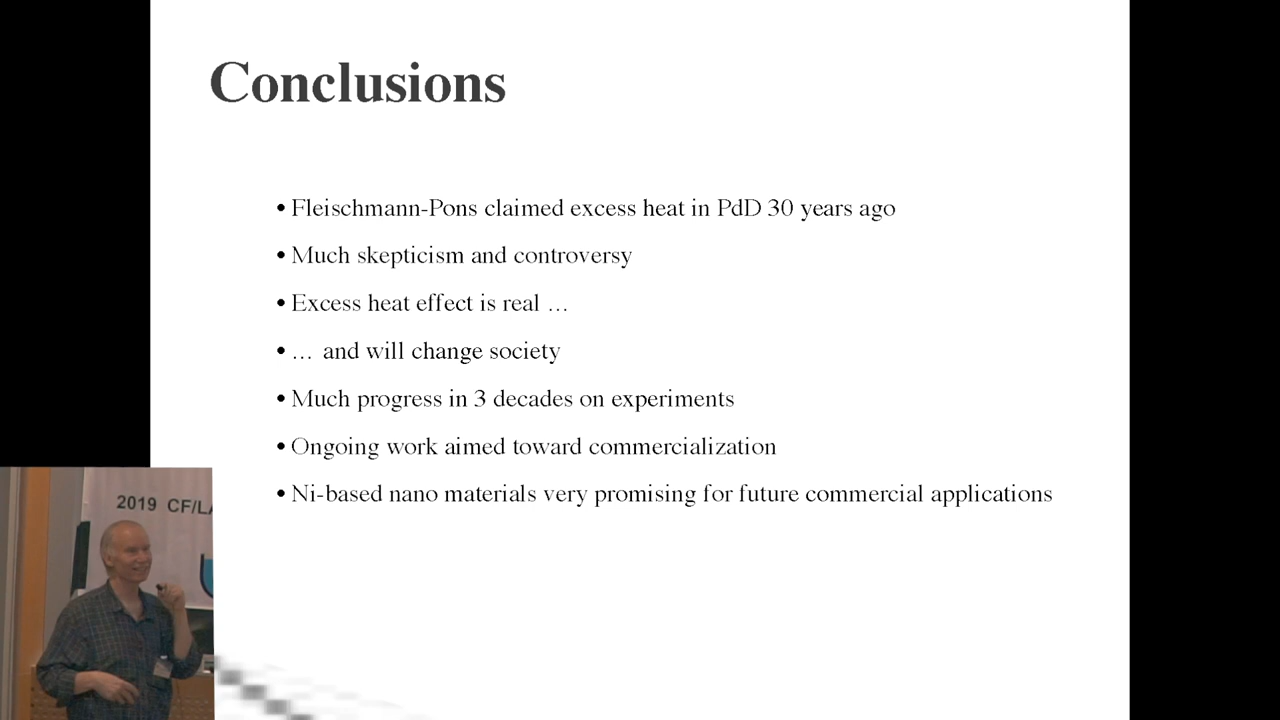 Conclusions
• Fleischmann-Pons claimed excess heat in PdD 30 years ago
• Much skepticism and controversy
• Excess heat effect is real …
• … and will change society
• Much progress in 3 decades on experiments
• Ongoing work aimed toward commercialization
• Ni-based nano materials very promising for future commercial applications
2019 CF/LA